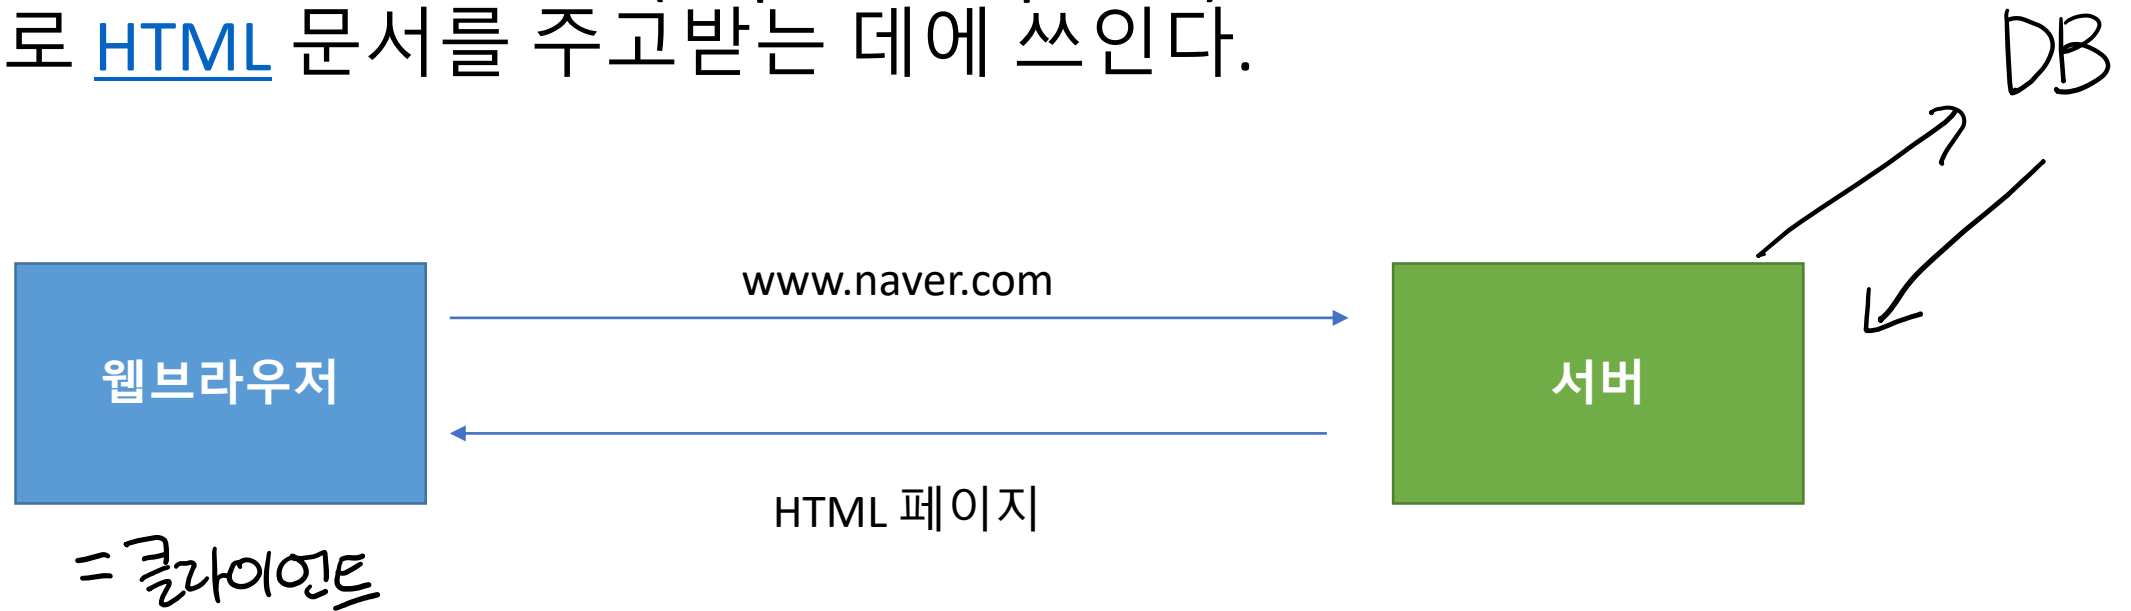 로 HTML 문서를 주고받는 데에 쓰인다.
DB
www.naver.com
웹브라우저
서버
HTML 페이지
= 클라이언트